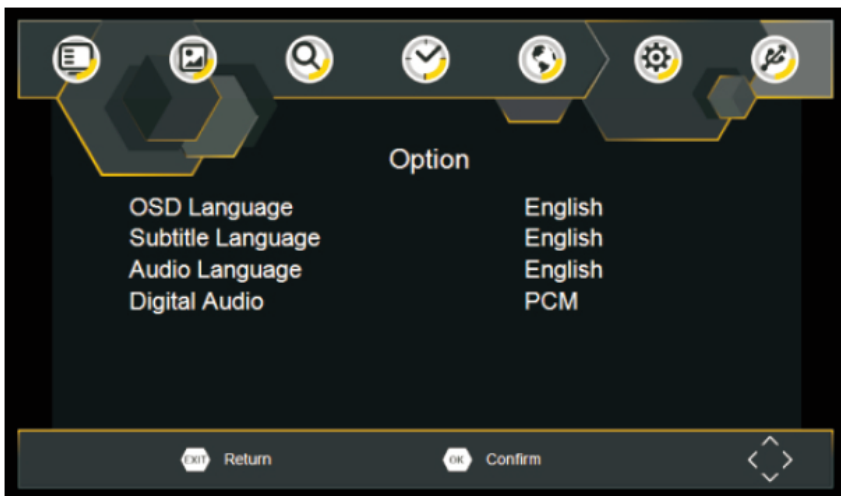 Option
OSD Language English
Subtitle Language English
Audio Language English
Digital Audio PCM
EXIT Return OK Confirm